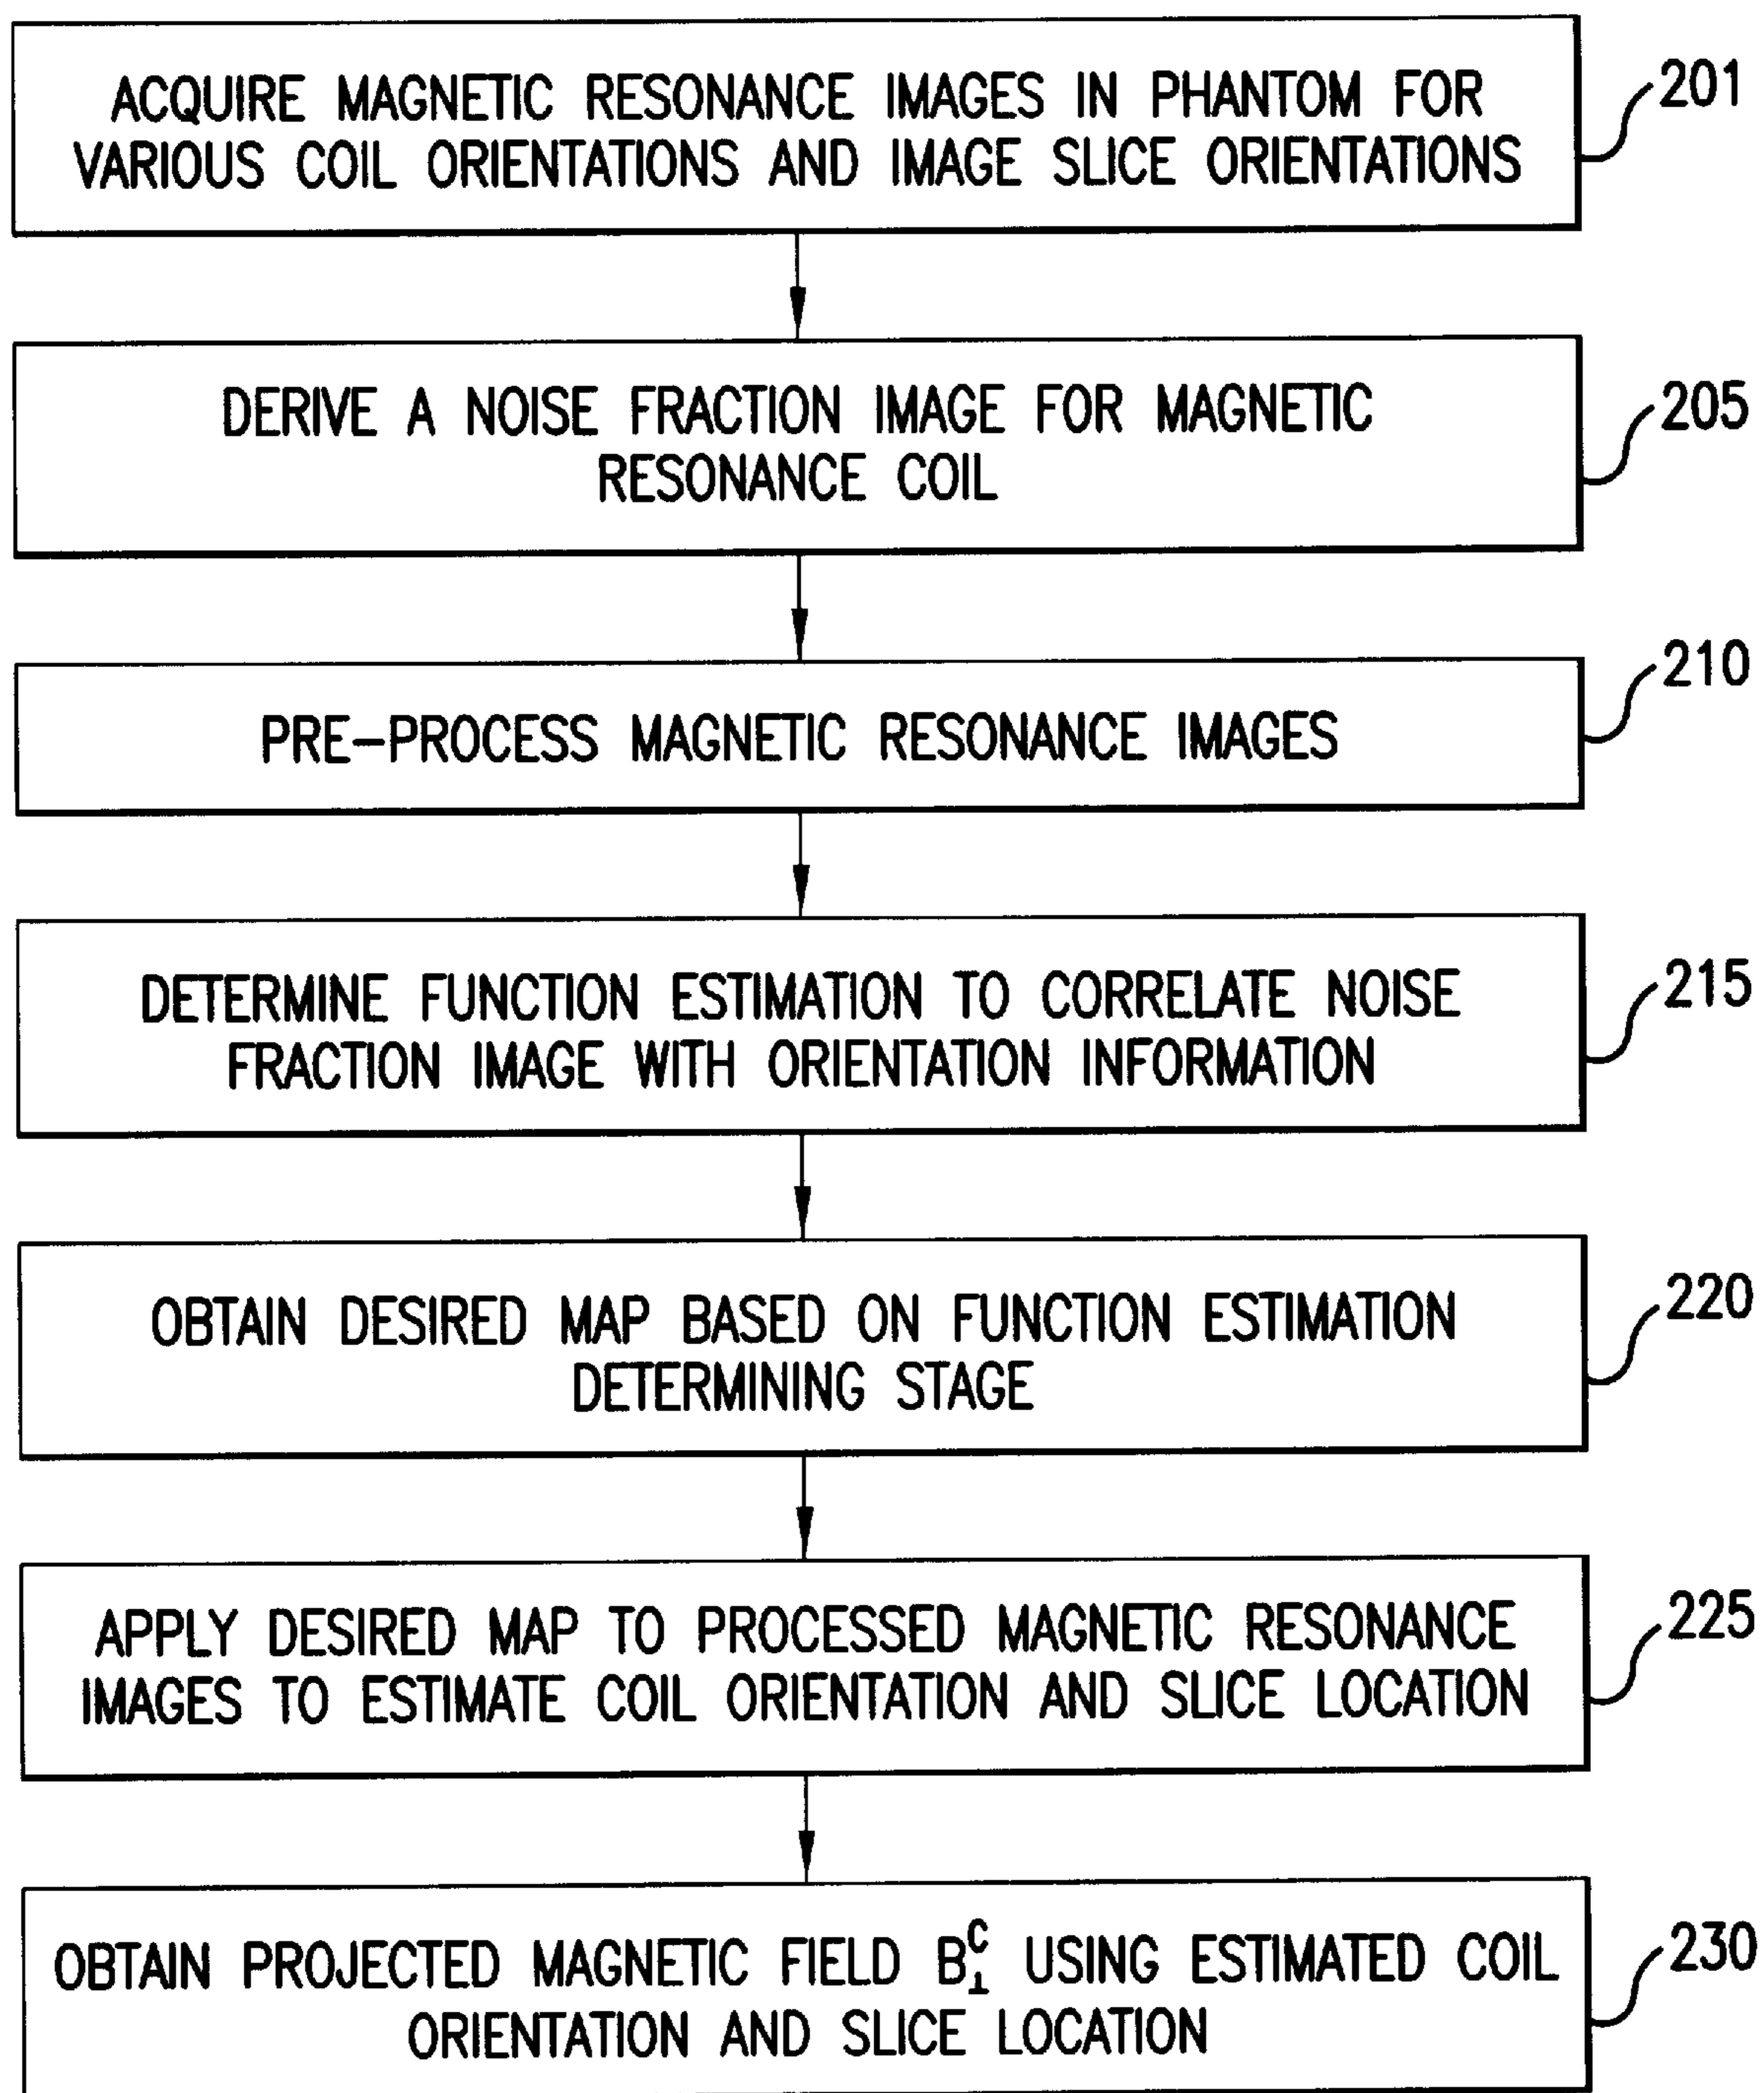 ACQUIRE MAGNETIC RESONANCE IMAGES IN PHANTOM FOR
VARIOUS COIL ORIENTATIONS AND IMAGE SLICE ORIENTATIONS
201
DERIVE A NOISE FRACTION IMAGE FOR MAGNETIC
RESONANCE COIL
205
PRE-PROCESS MAGNETIC RESONANCE IMAGES
210
DETERMINE FUNCTION ESTIMATION TO CORRELATE NOISE
FRACTION IMAGE WITH ORIENTATION INFORMATION
215
OBTAIN DESIRED MAP BASED ON FUNCTION ESTIMATION
DETERMINING STAGE
220
APPLY DESIRED MAP TO PROCESSED MAGNETIC RESONANCE
IMAGES TO ESTIMATE COIL ORIENTATION AND SLICE LOCATION
225
OBTAIN PROJECTED MAGNETIC FIELD B⊥^C USING ESTIMATED COIL
ORIENTATION AND SLICE LOCATION
230